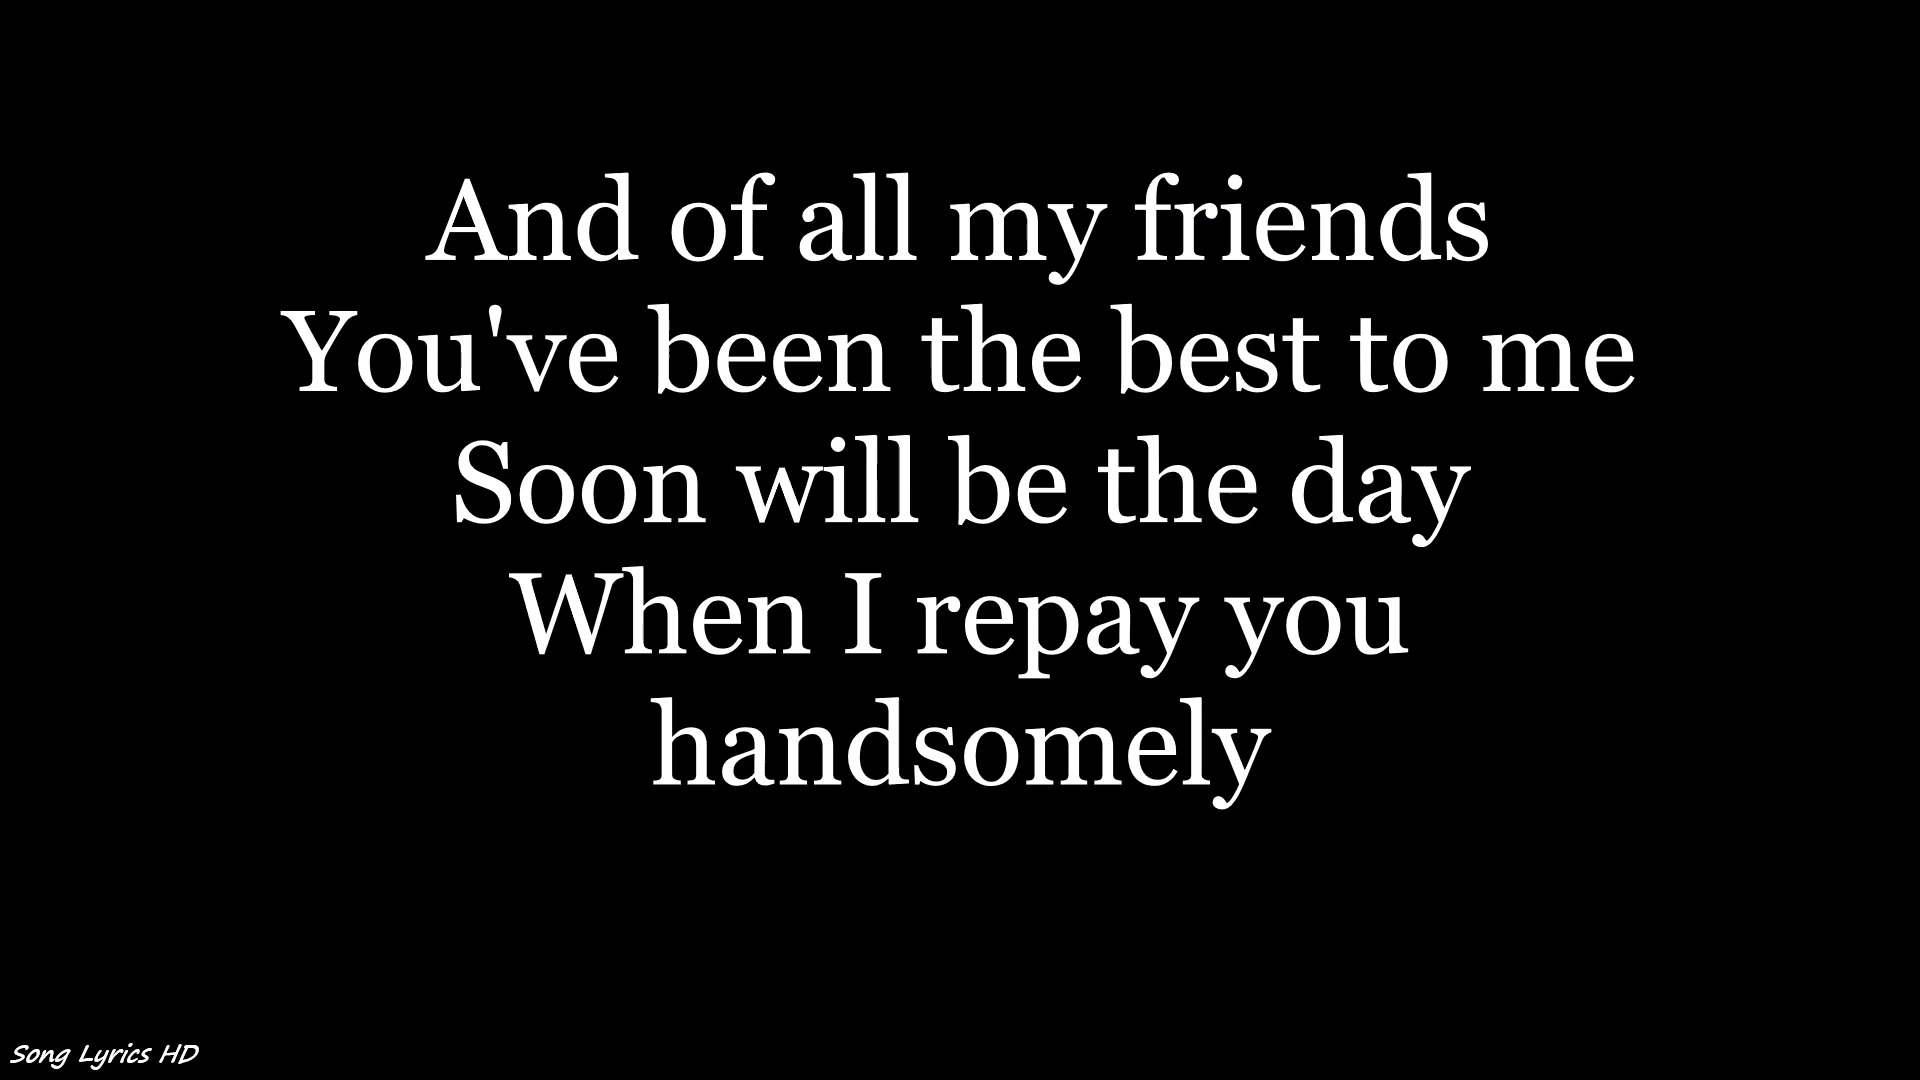 And of all my friends
You've been the best to me
Soon will be the day
When I repay you
handsomely
Song Lyrics HD